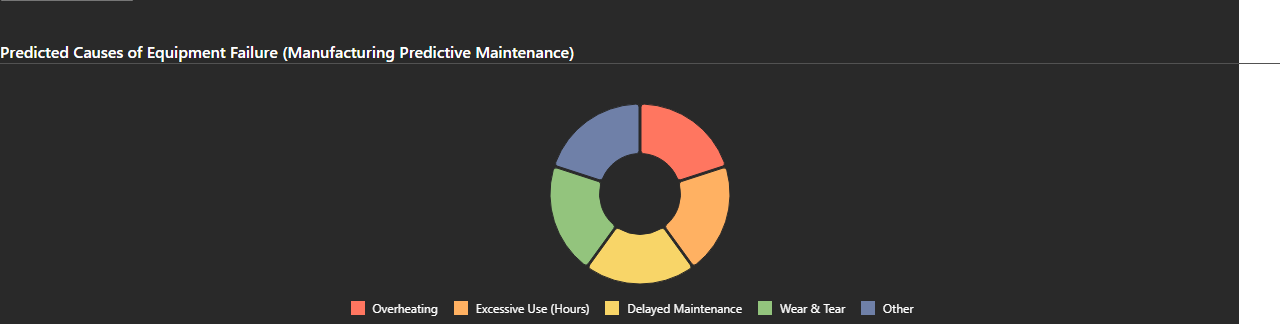 Predicted Causes of Equipment Failure (Manufacturing Predictive Maintenance)
Overheating Excessive Use (Hours) Delayed Maintenance Wear & Tear Other